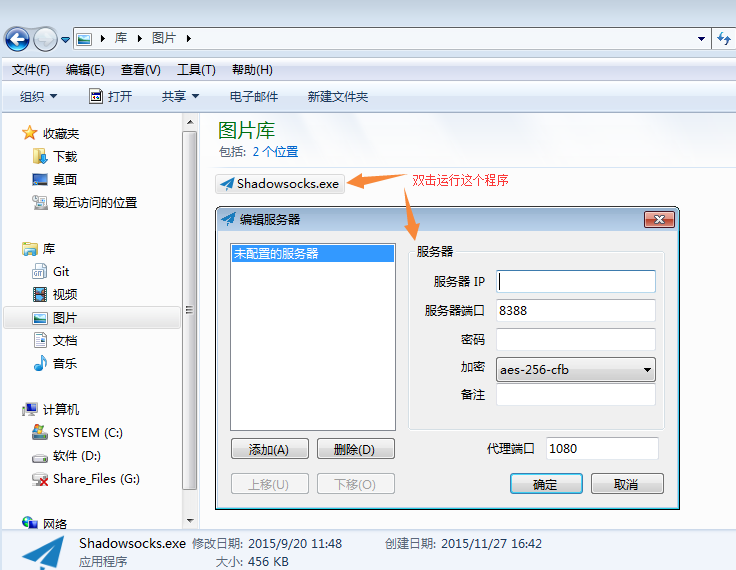 库 图片
文件(F) 编辑(E) 查看(V) 工具(T) 帮助(H)
组织 打开 共享 电子邮件 新建文件夹
收藏夹
下载
桌面
最近访问的位置
库
Git
视频
图片
文档
音乐
计算机
SYSTEM (C:)
软件 (D:)
Share_Files (G:)
网络
图片库
包括: 2 个位置
Shadowsocks.exe
双击运行这个程序
编辑服务器
未配置的服务器
服务器
服务器 IP
服务器端口 8388
密码
加密 aes-256-cfb
备注
添加(A) 删除(D)
代理端口 1080
上移(U) 下移(O)
确定 取消
Shadowsocks.exe 修改日期: 2015/9/20 11:48 创建日期: 2015/11/27 16:42
应用程序 大小: 456 KB